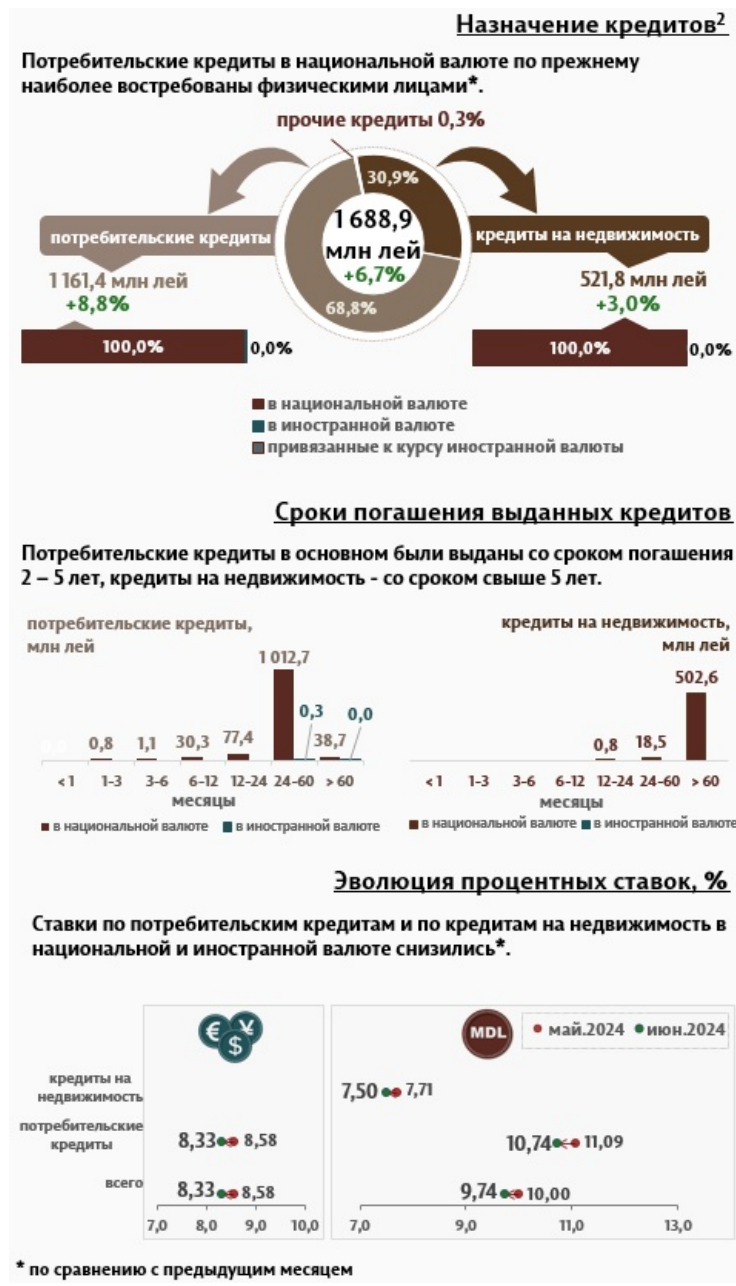 Назначение кредитов²
Потребительские кредиты в национальной валюте по прежнему
наиболее востребованы физическими лицами*.
прочие кредиты 0,3%
30,9%
1 688,9
млн лей
+6,7%
68,8%
потребительские кредиты
1 161,4 млн лей
+8,8%
100,0%
0,0%
кредиты на недвижимость
521,8 млн лей
+3,0%
100,0%
0,0%
в национальной валюте
в иностранной валюте
привязанные к курсу иностранной валюты
Сроки погашения выданных кредитов
Потребительские кредиты в основном были выданы со сроком погашения
2 – 5 лет, кредиты на недвижимость - со сроком свыше 5 лет.
потребительские кредиты,
млн лей
1 012,7
0,3
0,0
0,8
1,1
30,3
77,4
38,7
< 1 1-3 3-6 6-12 12-24 24-60 > 60
месяцы
в национальной валюте в иностранной валюте
кредиты на недвижимость,
млн лей
502,6
0,8
18,5
< 1 1-3 3-6 6-12 12-24 24-60 > 60
месяцы
в национальной валюте в иностранной валюте
Эволюция процентных ставок, %
Ставки по потребительским кредитам и по кредитам на недвижимость в
национальной и иностранной валюте снизились*.
€ ¥ $
MDL
май.2024 июн.2024
кредиты на
недвижимость
7,50 7,71
потребительские
кредиты
8,33 8,58
10,74 11,09
всего
8,33 8,58
9,74 10,00
7,0 8,0 9,0 10,0
7,0 9,0 11,0 13,0
* по сравнению с предыдущим месяцем